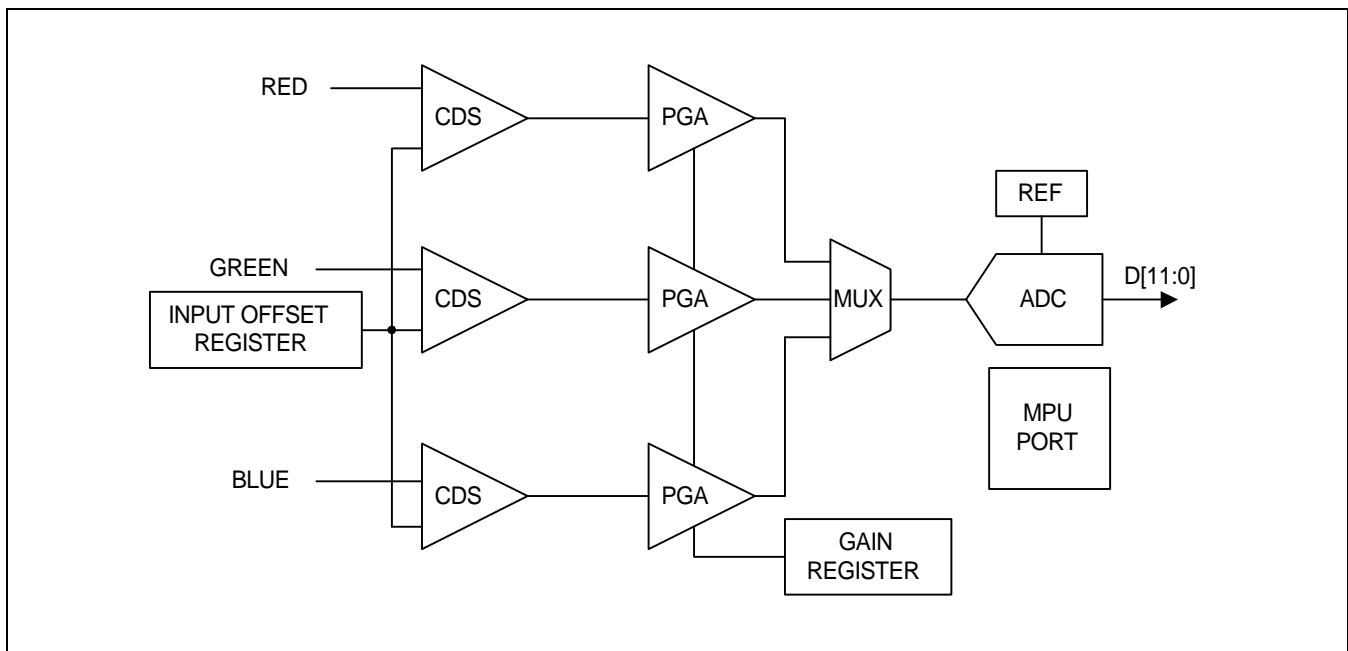 RED
CDS
PGA
REF
GREEN
CDS
PGA
MUX
ADC
D[11:0]
INPUT OFFSET
REGISTER
MPU
PORT
BLUE
CDS
PGA
GAIN
REGISTER